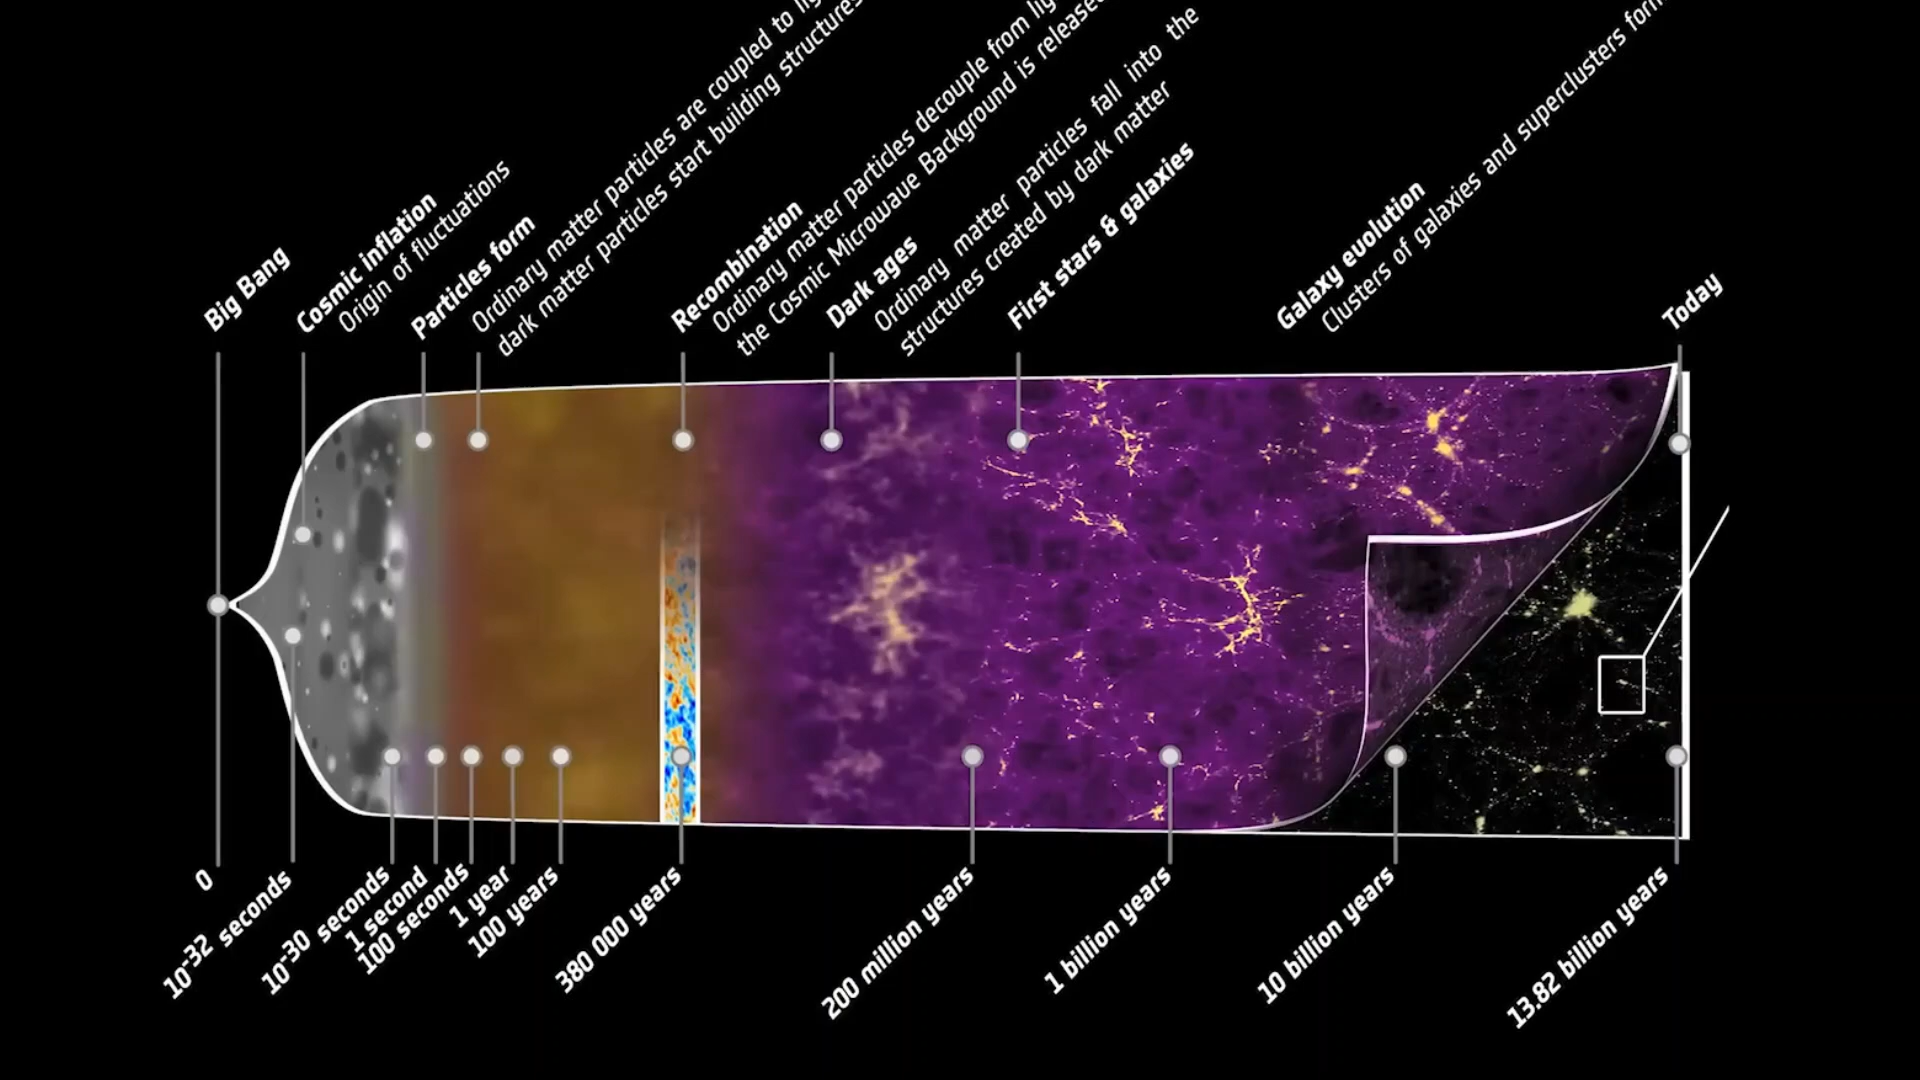 Big Bang
Cosmic inflation
Origin of fluctuations
Particles form
Ordinary matter particles are coupled to
dark matter particles start building structures
Recombination
Ordinary matter particles decouple from
the Cosmic Microwave Background is released
Dark ages
Ordinary matter particles fall into the
structures created by dark matter
First stars & galaxies
Galaxy evolution
Clusters of galaxies and superclusters form
Today
0
10-32 seconds
10-30 seconds
1 second
100 seconds
1 year
100 years
380 000 years
200 million years
1 billion years
10 billion years
13.82 billion years